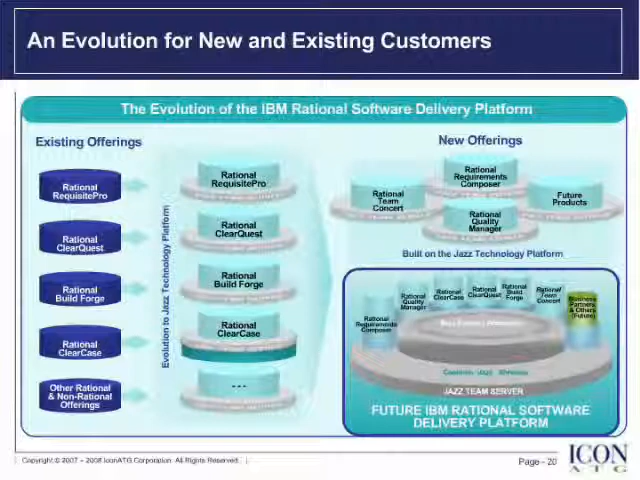 An Evolution for New and Existing Customers
The Evolution of the IBM Rational Software Delivery Platform
Existing Offerings
New Offerings
Rational
RequisitePro
Rational
ClearQuest
Rational
Build Forge
Rational
ClearCase
Other Rational
& Non-Rational
Offerings
Evolution to Jazz Technology Platform
Rational
RequisitePro
Rational
ClearQuest
Rational
Build Forge
Rational
ClearCase
- - -
Rational
Requirements
Composer
Rational
Team
Concert
Future
Products
Rational
Quality
Manager
Built on the Jazz Technology Platform
Rational
Requirements
Composer
Rational
Quality
Manager
Rational
ClearCase
Rational
ClearQuest
Rational
Build
Forge
Rational
Team
Concert
Business
Partners
& Others
(Future)
JAZZ TEAM SERVER
FUTURE IBM RATIONAL SOFTWARE
DELIVERY PLATFORM
Copyright © 2007 – 2008 IconATG Corporation. All Rights Reserved. |
Page - 20
ICON
ATG